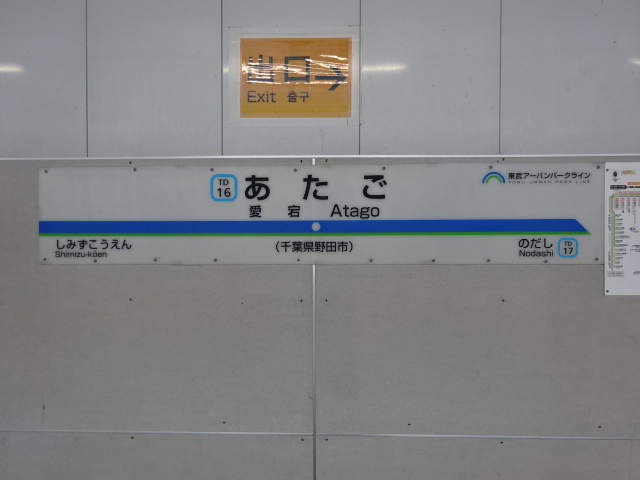 出口→
Exit 출구
TD
16
あたご
愛宕 Atago
東武アーバンパークライン
TOBU URBAN PARK LINE
しみずこうえん
Shimizu-kōen
(千葉県野田市)
のだし
Nodashi
TD
17